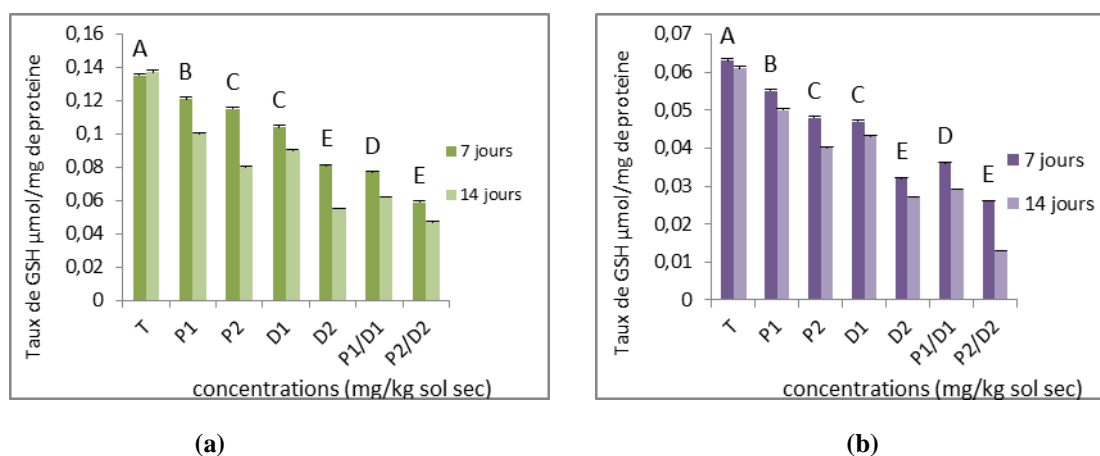 0,16
0,14
0,12
0,1
0,08
0,06
0,04
0,02
0
Taux de GSH µmol/mg de proteine
A
B
C
C
E
D
E
7 jours
14 jours
T
P1
P2
D1
D2
P1/D1
P2/D2
concentrations (mg/kg sol sec)
(a)
0,07
0,06
0,05
0,04
0,03
0,02
0,01
0
Taux de GSH µmol/mg de proteine
A
B
C
C
E
D
E
7 jours
14 jours
T
P1
P2
D1
D2
P1/D1
P2/D2
concentrations (mg/kg sol sec)
(b)